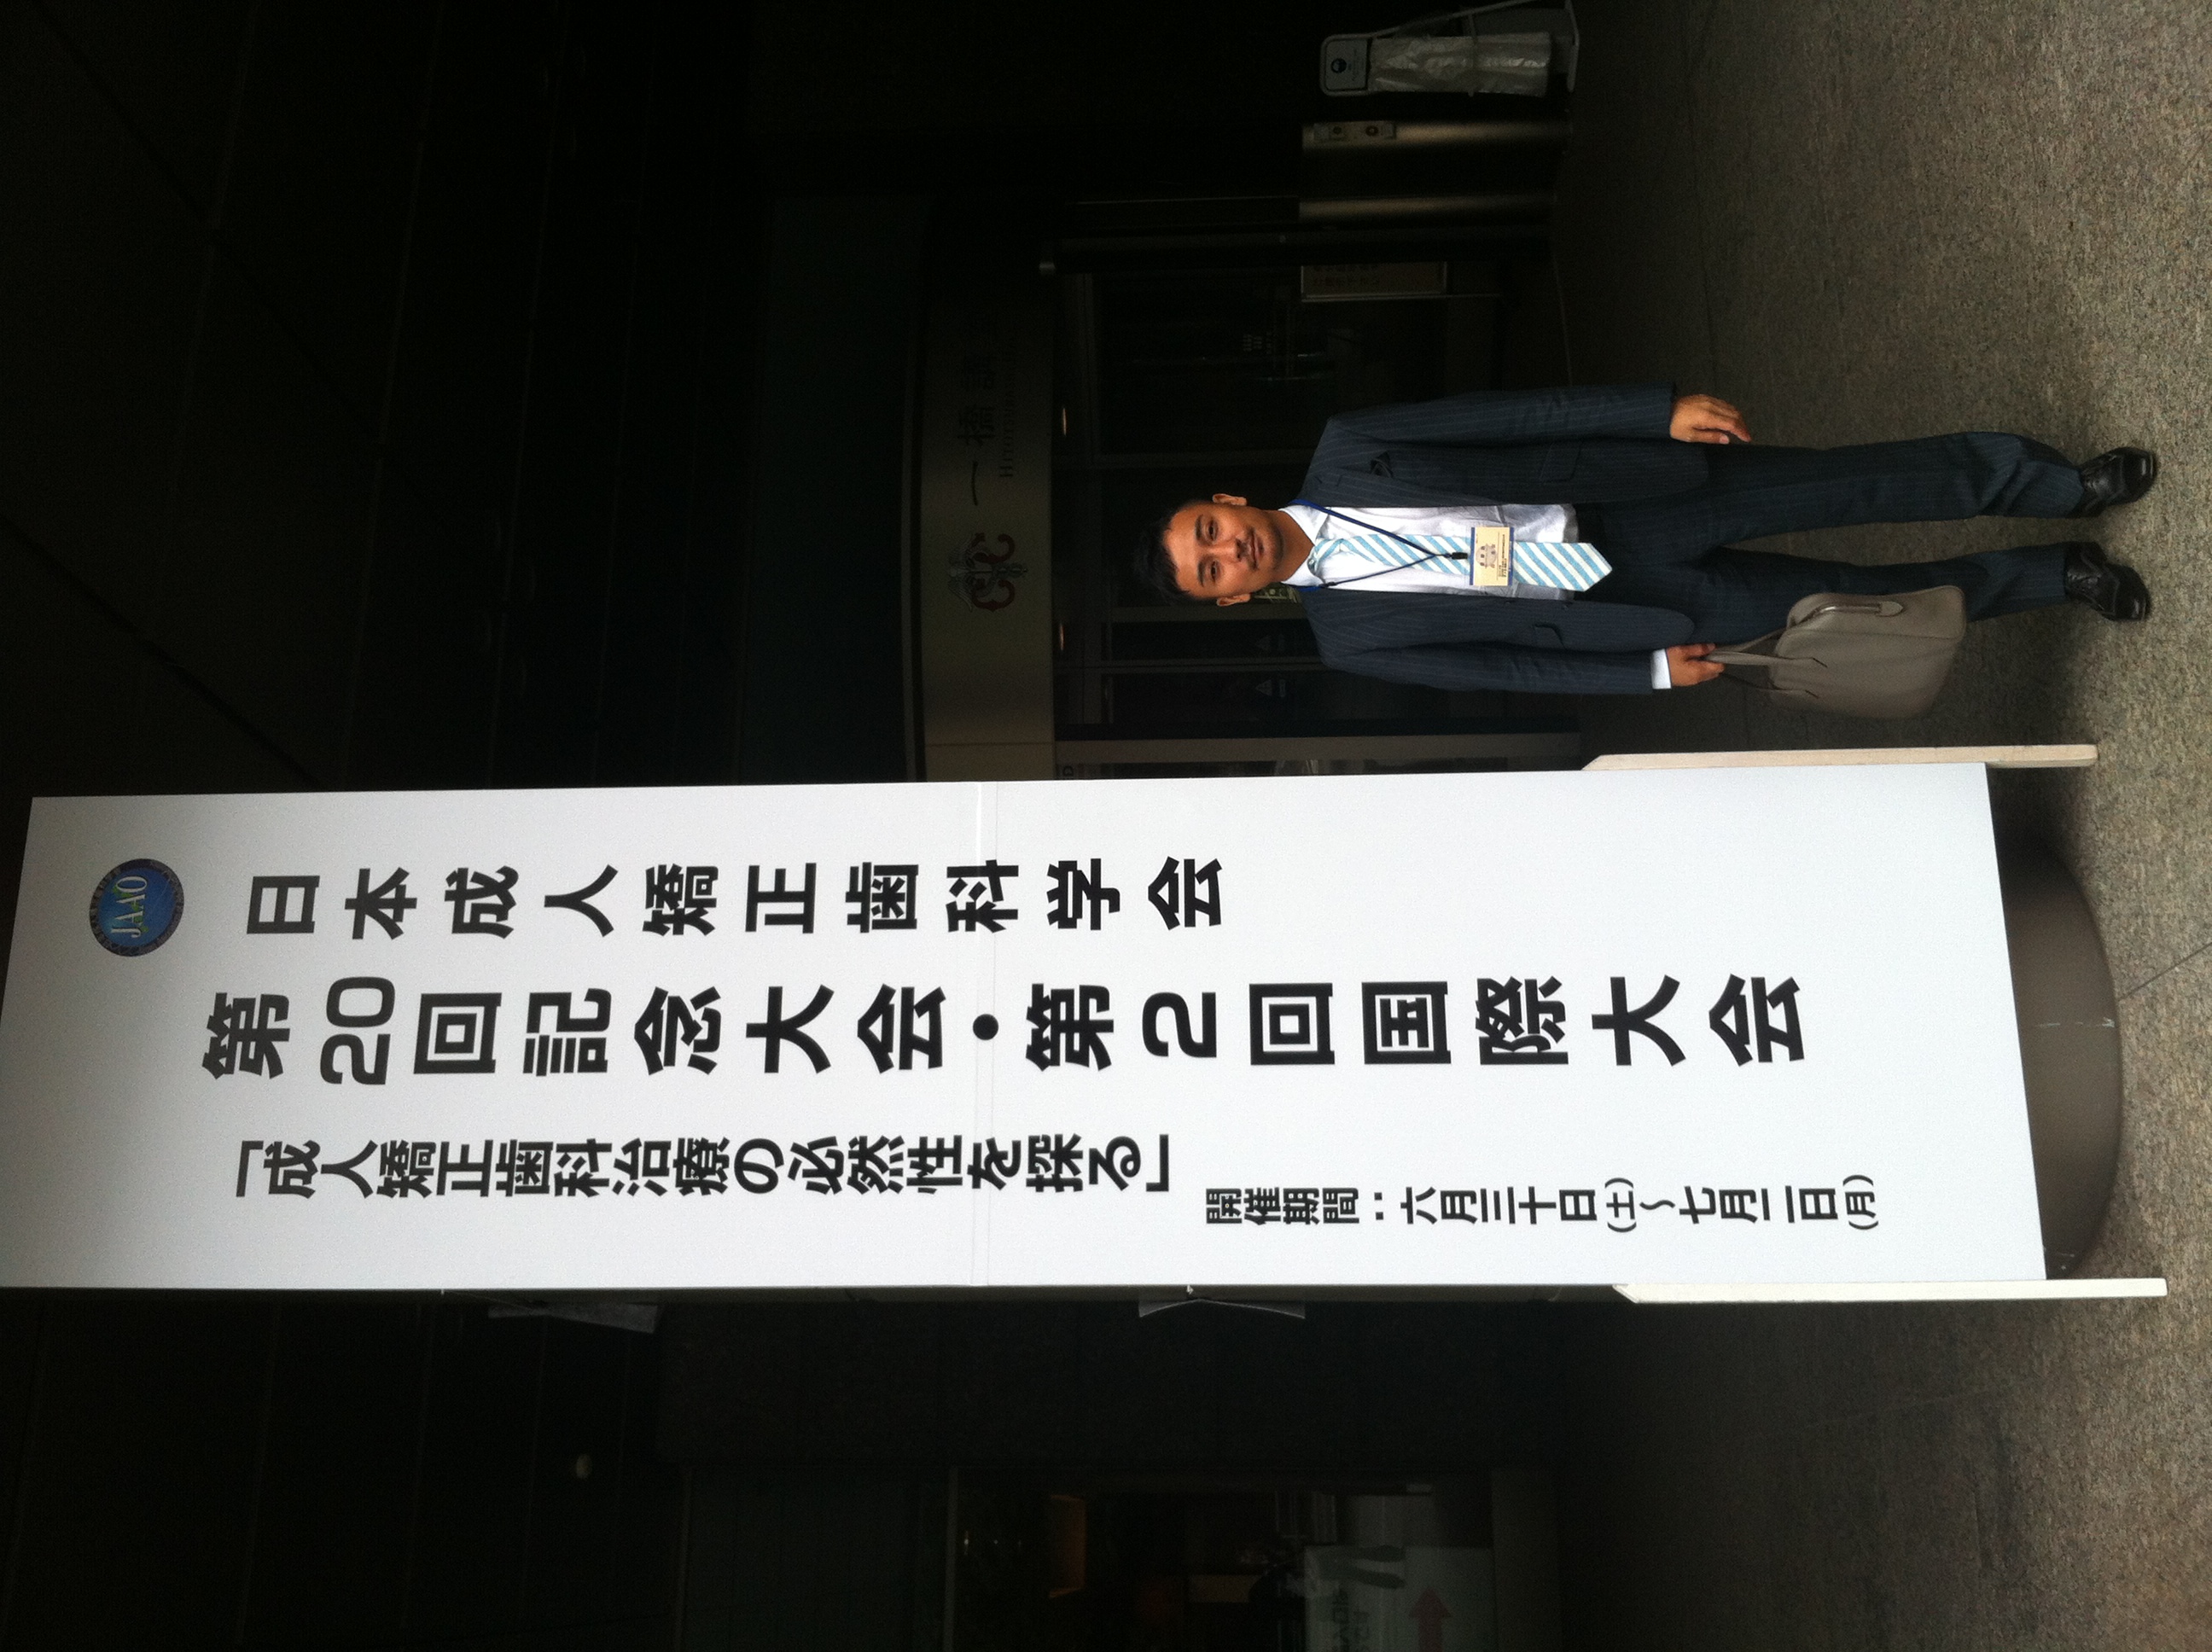 JAAO
日本成人矯正歯科学会
第20回記念大会・第2回国際大会
「成人矯正歯科治療の必然性を探る」
開催期間：六月三十日(土)〜七月二日(月)
一橋